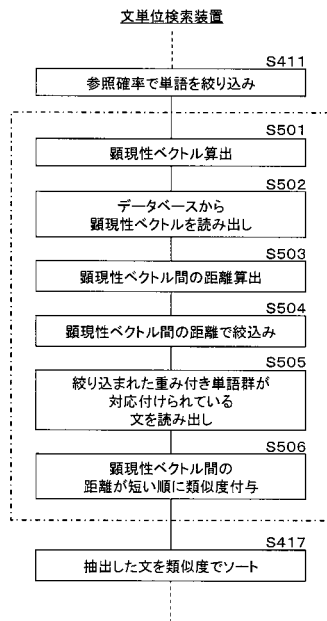 文単位検索装置
S411
参照確率で単語を絞り込み
S501
顕現性ベクトル算出
S502
データベースから
顕現性ベクトルを読み出し
S503
顕現性ベクトル間の距離算出
S504
顕現性ベクトル間の距離で絞込み
S505
絞り込まれた重み付き単語群が
対応付けられている
文を読み出し
S506
顕現性ベクトル間の
距離が短い順に類似度付与
S417
抽出した文を類似度でソート